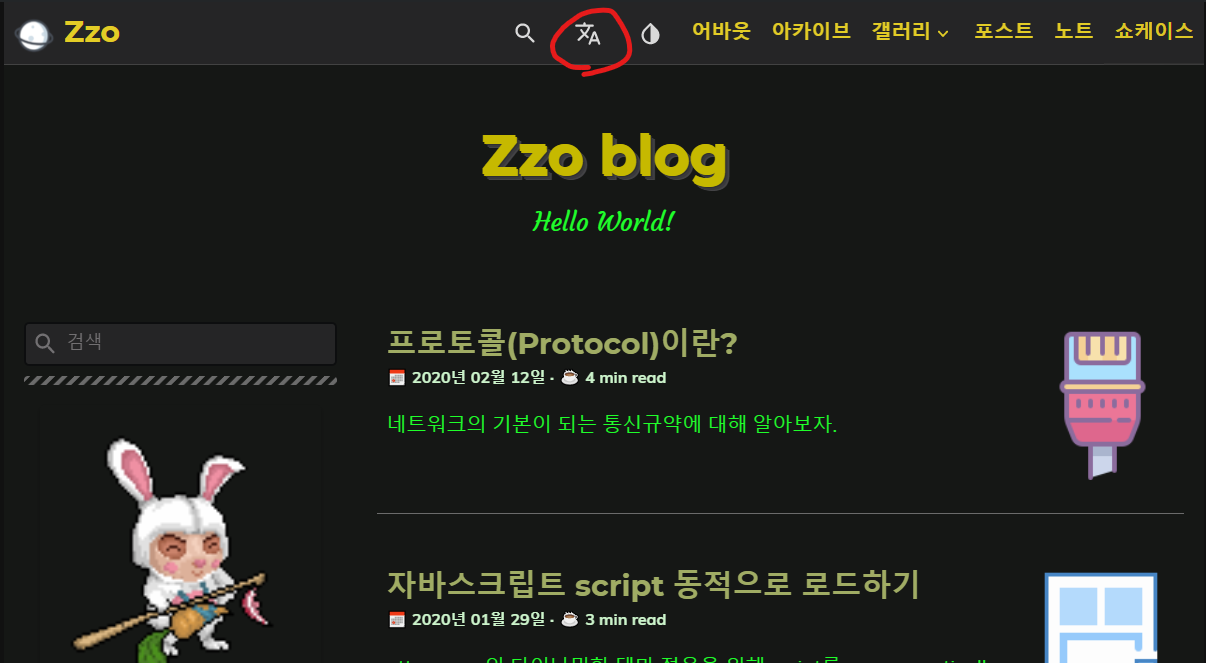 Zzo
어바웃 아카이브 갤러리 포스트 노트 쇼케이스
Zzo blog
Hello World!
검색
프로토콜(Protocol)이란?
2020년 02월 12일 · 4 min read
네트워크의 기본이 되는 통신규약에 대해 알아보자.
자바스크립트 script 동적으로 로드하기
2020년 01월 29일 · 3 min read